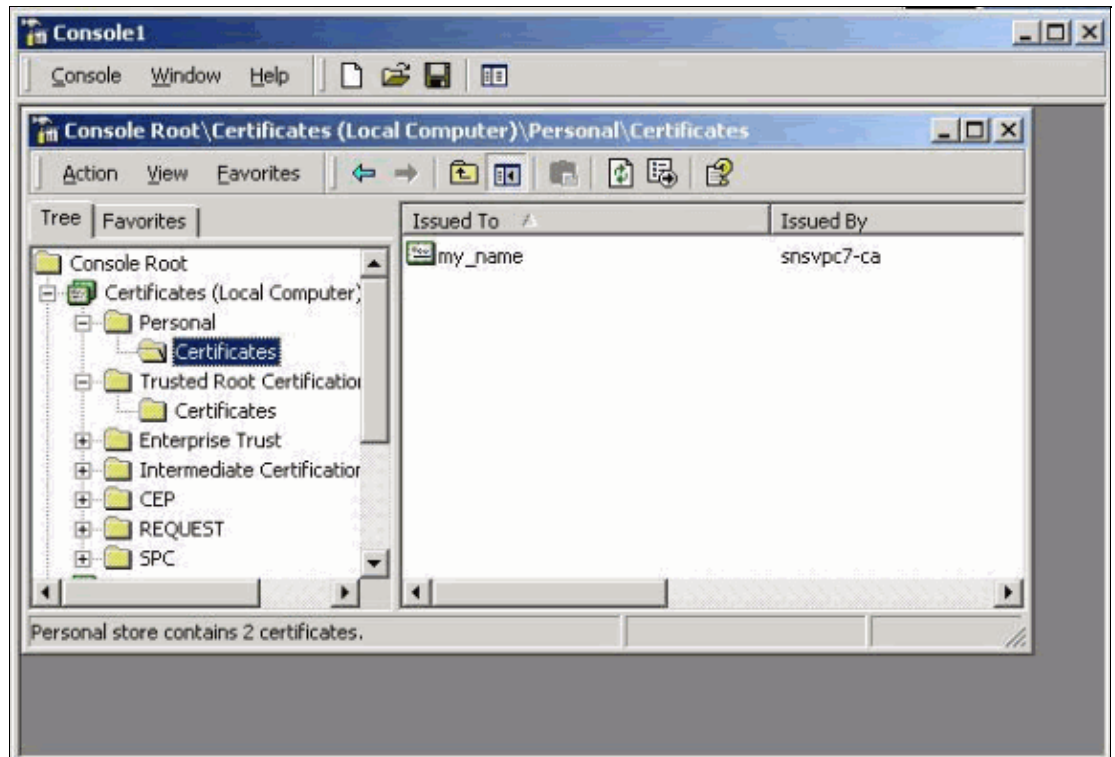 Console1
Console Window Help
Console Root\Certificates (Local Computer)\Personal\Certificates
Action View Favorites
Tree Favorites
Issued To Issued By
my_name snsvpc7-ca
Console Root
Certificates (Local Computer)
Personal
Certificates
Trusted Root Certification
Certificates
Enterprise Trust
Intermediate Certification
CEP
REQUEST
SPC
Personal store contains 2 certificates.